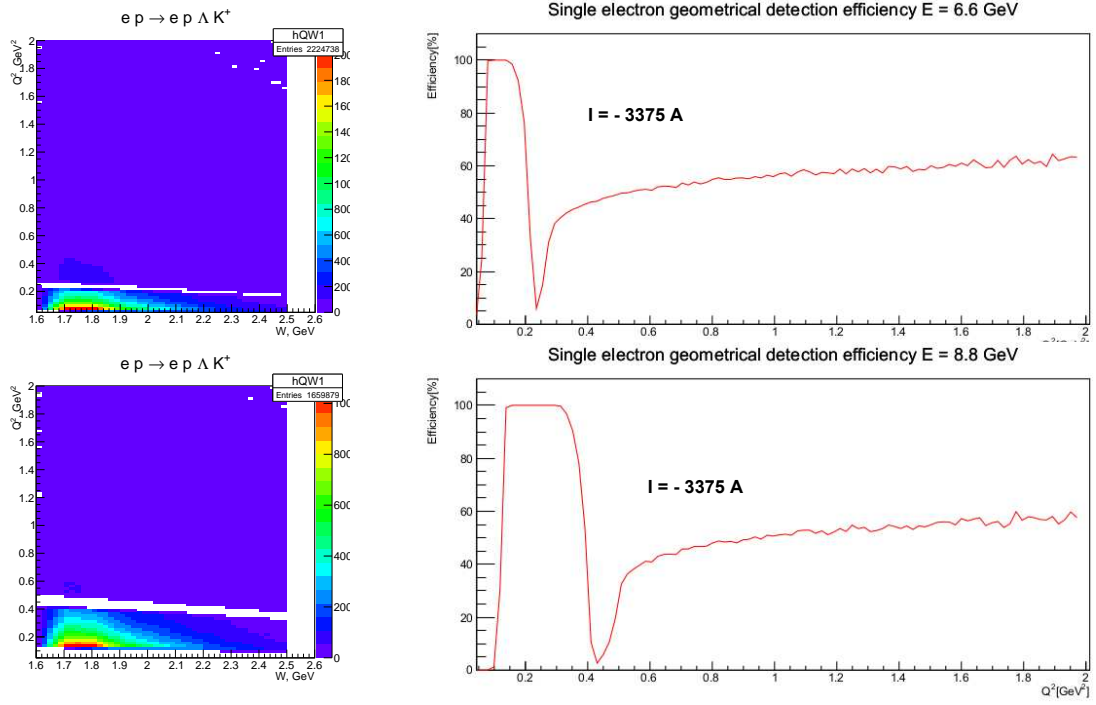 e p → e p Λ K⁺
hQW1
Entries 2224738
Q², GeV²
2
1.8
1.6
1.4
1.2
1
0.8
0.6
0.4
0.2
1.6 1.7 1.8 1.9 2 2.1 2.2 2.3 2.4 2.5 2.6
W, GeV
200
180
160
140
120
100
800
600
400
200
0
Single electron geometrical detection efficiency E = 6.6 GeV
Efficiency[%]
100
80
60
40
20
0
I = - 3375 A
0.2 0.4 0.6 0.8 1 1.2 1.4 1.6 1.8 2
e p → e p Λ K⁺
hQW1
Entries 1659879
Q², GeV²
2
1.8
1.6
1.4
1.2
1
0.8
0.6
0.4
0.2
1.6 1.7 1.8 1.9 2 2.1 2.2 2.3 2.4 2.5 2.6
W, GeV
100
800
600
400
200
0
Single electron geometrical detection efficiency E = 8.8 GeV
Efficiency[%]
100
80
60
40
20
0
I = - 3375 A
0.2 0.4 0.6 0.8 1 1.2 1.4 1.6 1.8 2
Q²[GeV²]